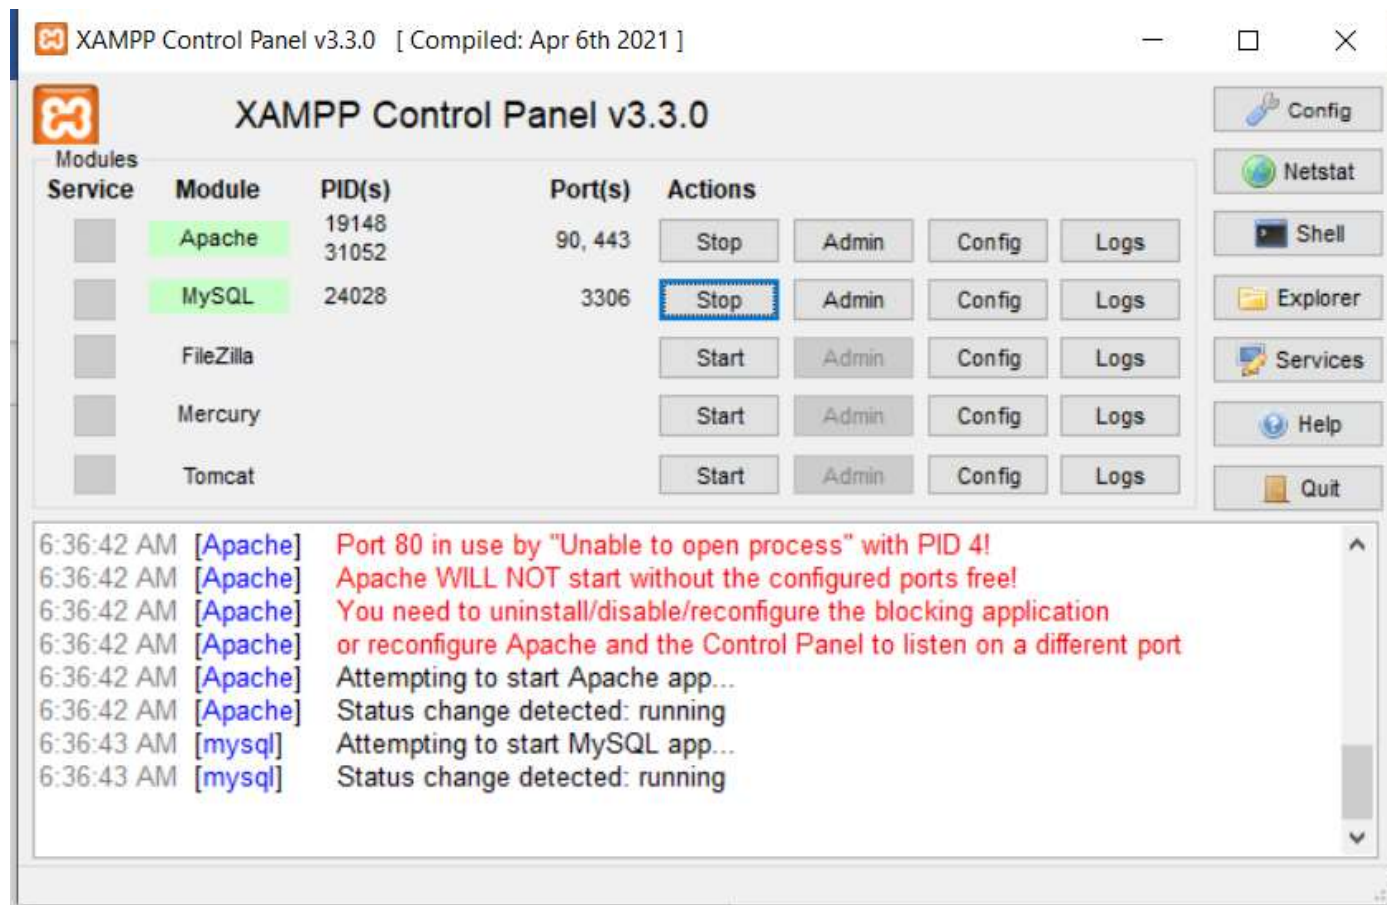 XAMPP Control Panel v3.3.0 [ Compiled: Apr 6th 2021 ]
XAMPP Control Panel v3.3.0
Config
Modules
Service Module PID(s) Port(s) Actions
Netstat
Apache 19148 31052 90, 443 Stop Admin Config Logs
Shell
MySQL 24028 3306 Stop Admin Config Logs
Explorer
FileZilla Start Admin Config Logs
Services
Mercury Start Admin Config Logs
Help
Tomcat Start Admin Config Logs
Quit
6:36:42 AM [Apache] Port 80 in use by "Unable to open process" with PID 4!
6:36:42 AM [Apache] Apache WILL NOT start without the configured ports free!
6:36:42 AM [Apache] You need to uninstall/disable/reconfigure the blocking application
6:36:42 AM [Apache] or reconfigure Apache and the Control Panel to listen on a different port
6:36:42 AM [Apache] Attempting to start Apache app...
6:36:42 AM [Apache] Status change detected: running
6:36:43 AM [mysql] Attempting to start MySQL app...
6:36:43 AM [mysql] Status change detected: running